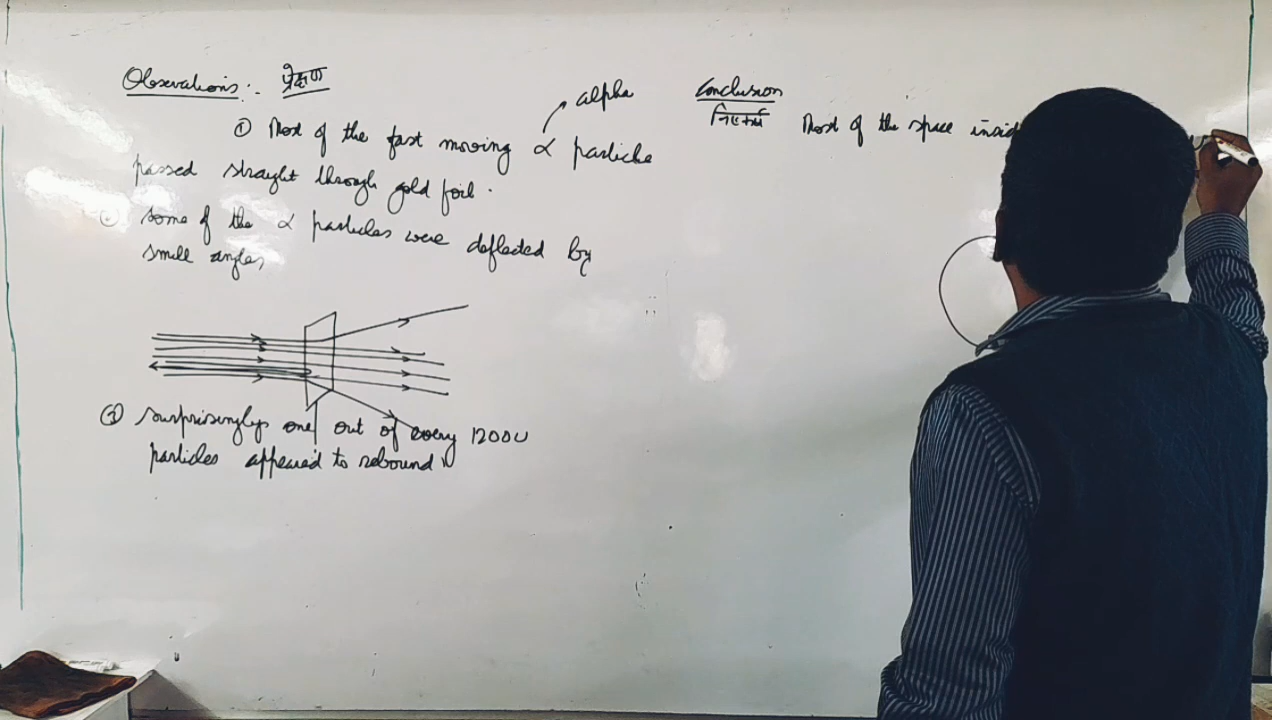 Observations:- प्रेक्षण
alpha
① Most of the fast moving α particles
passed straight through gold foil.
② Some of the α particles were deflected by
small angles
③ surprisingly one out of every 12000
particles appeared to rebound
Conclusion
निष्कर्ष Most of the space insid